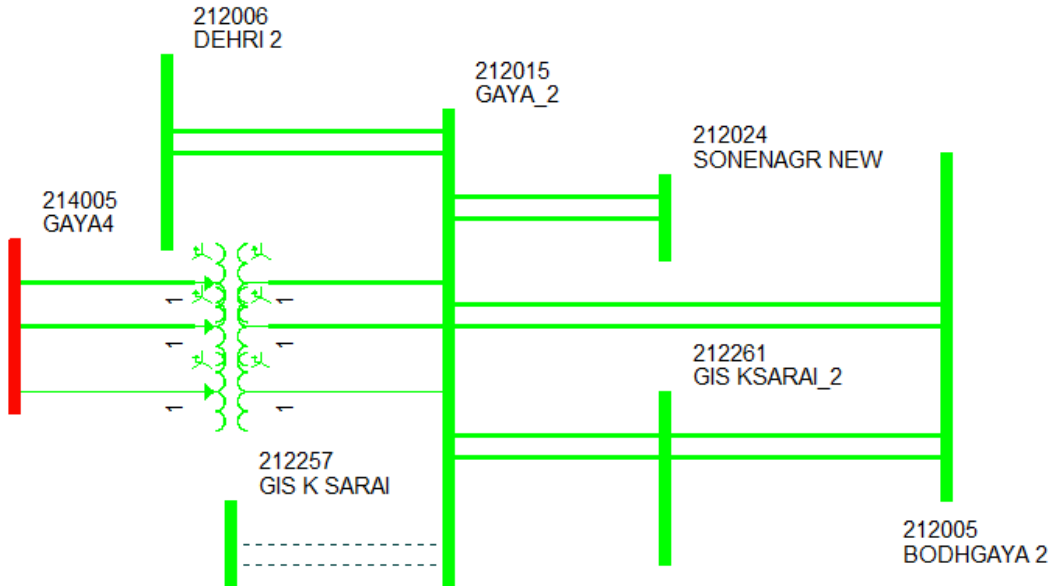 212006
DEHRI 2
212015
GAYA_2
212024
SONENAGR NEW
214005
GAYA4
1
1
1
1
1
1
212261
GIS KSARAI_2
212257
GIS K SARAI
212005
BODHGAYA 2